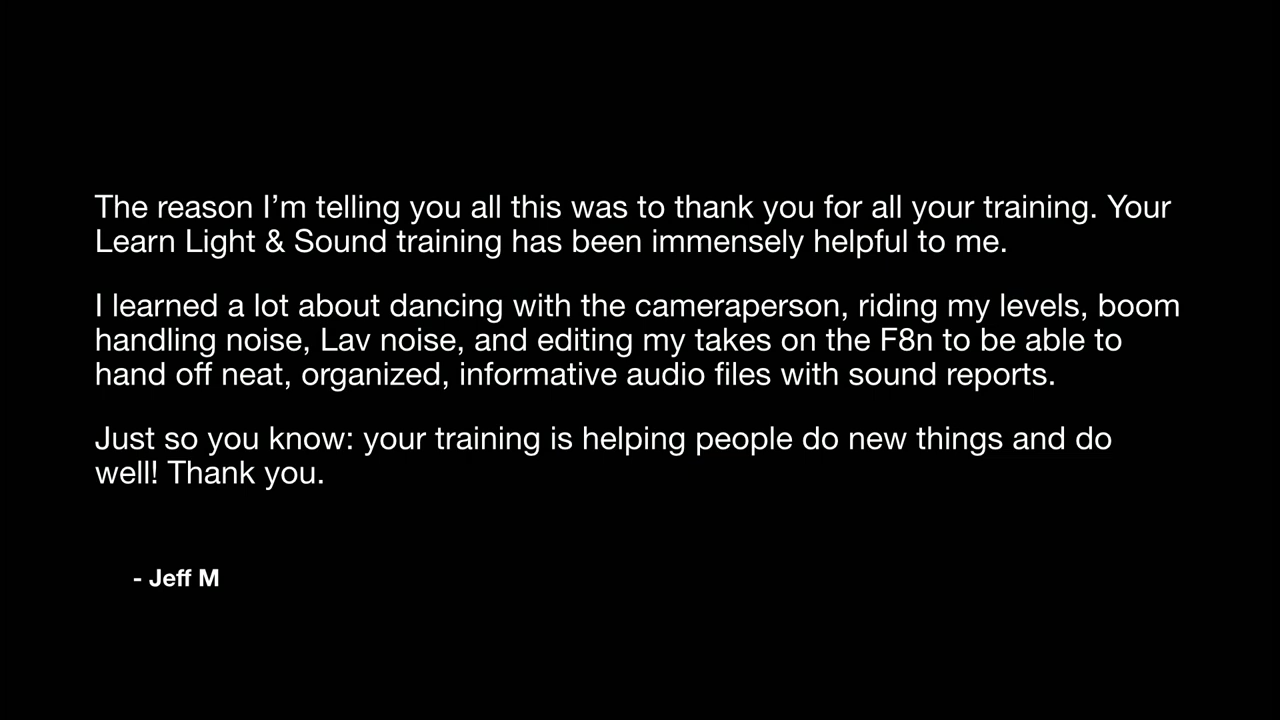 The reason I’m telling you all this was to thank you for all your training. Your
Learn Light & Sound training has been immensely helpful to me.
I learned a lot about dancing with the cameraperson, riding my levels, boom
handling noise, Lav noise, and editing my takes on the F8n to be able to
hand off neat, organized, informative audio files with sound reports.
Just so you know: your training is helping people do new things and do
well! Thank you.
- Jeff M